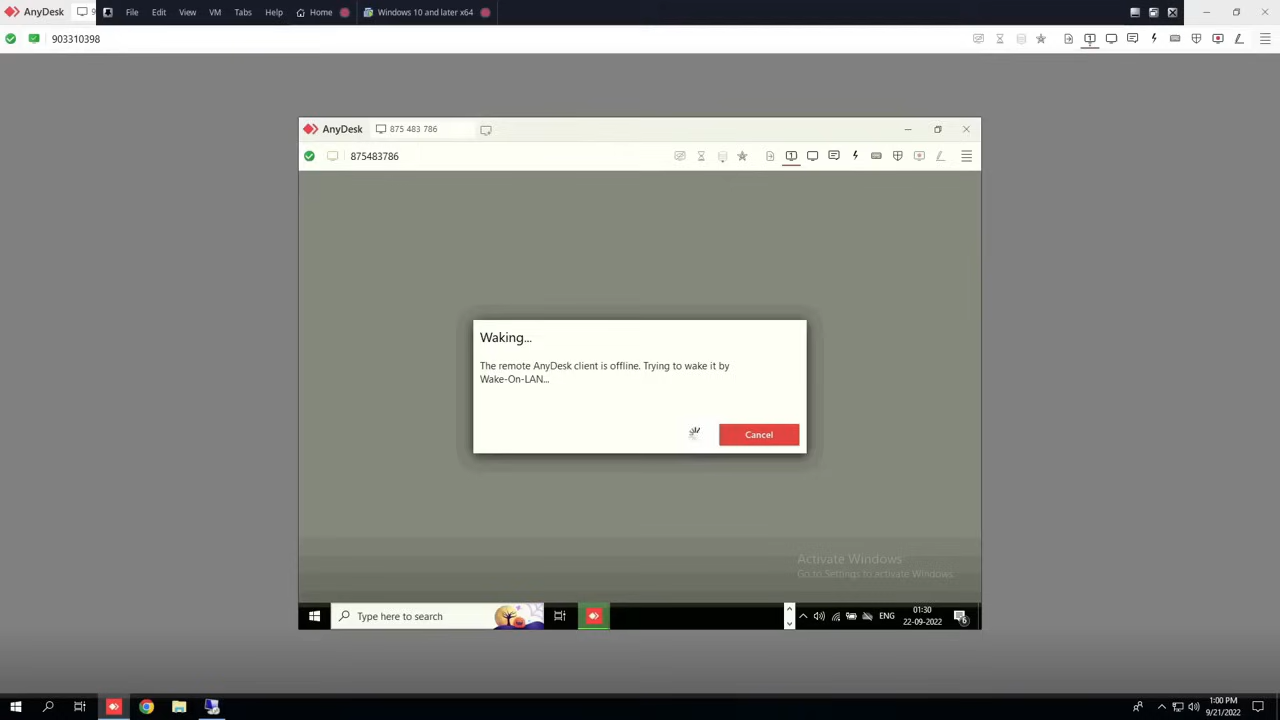 AnyDesk
9
File Edit View VM Tabs Help Home Windows 10 and later x64
903310398
AnyDesk 875 483 786
875483786
Waking...
The remote AnyDesk client is offline. Trying to wake it by
Wake-On-LAN...
Cancel
Activate Windows
Go to Settings to activate Windows.
Type here to search
ENG
01:30
22-09-2022
6
1:00 PM
9/21/2022